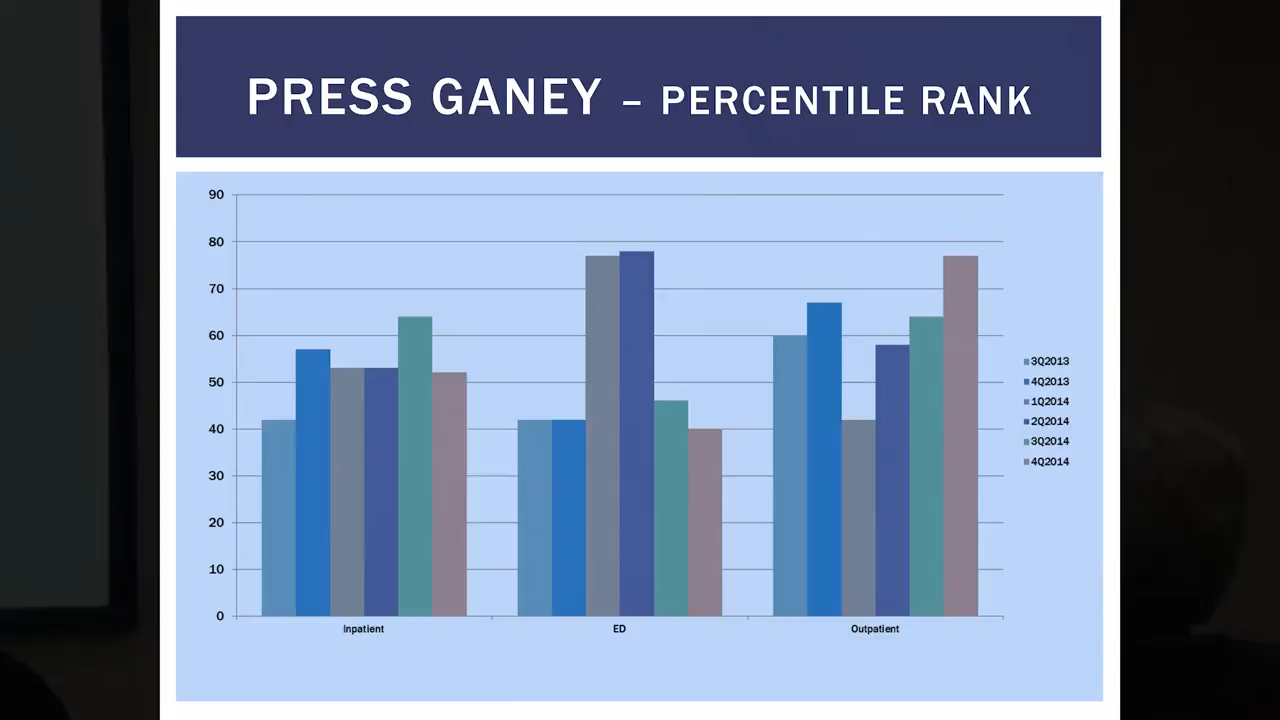 PRESS GANEY – PERCENTILE RANK
90
80
70
60
50
40
30
20
10
0
Inpatient ED Outpatient
3Q2013
4Q2013
1Q2014
2Q2014
3Q2014
4Q2014